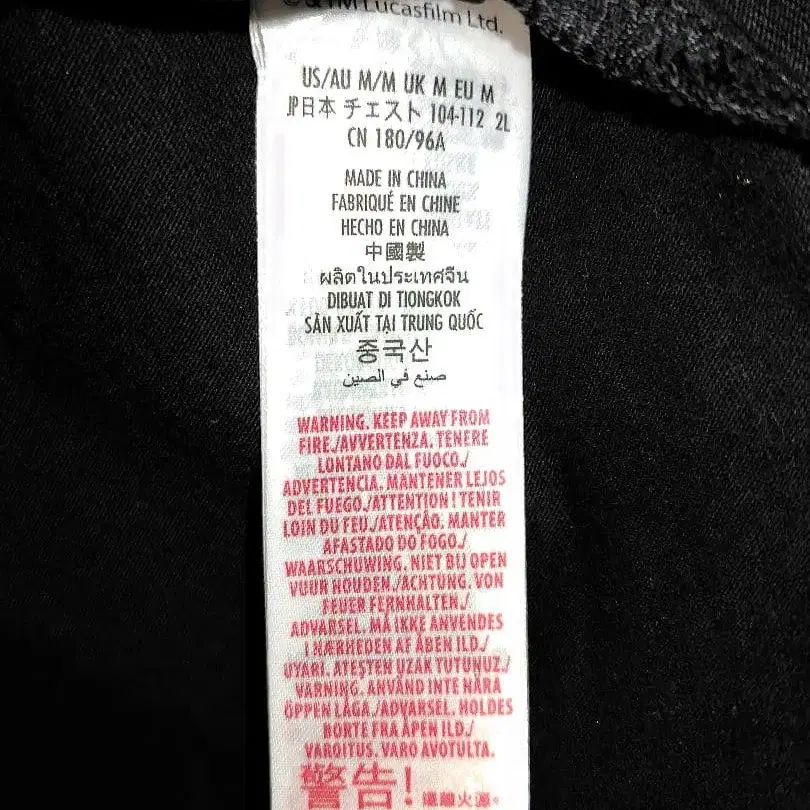 ©&TM Lucasfilm Ltd.
US/AU M/M UK M EU M
JP日本 チェスト 104-112 2L
CN 180/96A
MADE IN CHINA
FABRIQUÉ EN CHINE
HECHO EN CHINA
中國製
ผลิตในประเทศจีน
DIBUAT DI TIONGKOK
SẢN XUẤT TẠI TRUNG QUỐC
중국산
صنع في الصين
WARNING. KEEP AWAY FROM
FIRE./AVVERTENZA. TENERE
LONTANO DAL FUOCO./
ADVERTENCIA. MANTENER LEJOS
DEL FUEGO./ATTENTION! TENIR
LOIN DU FEU./ATENÇÃO. MANTER
AFASTADO DO FOGO./
WAARSCHUWING. NIET BIJ OPEN
VUUR HOUDEN./ACHTUNG. VON
FEUER FERNHALTEN./
ADVARSEL. MÅ IKKE ANVENDES
I NÆRHEDEN AF ÅBEN ILD./
UYARI. ATEŞTEN UZAK TUTUNUZ./
VARNING. ANVÄND INTE NÄRA
ÖPPEN LÅGA./ADVARSEL. HOLDES
BORTE FRA ÅPEN ILD./
VAROITUS. VARO AVOTULTA.
警告! 遠離火源。